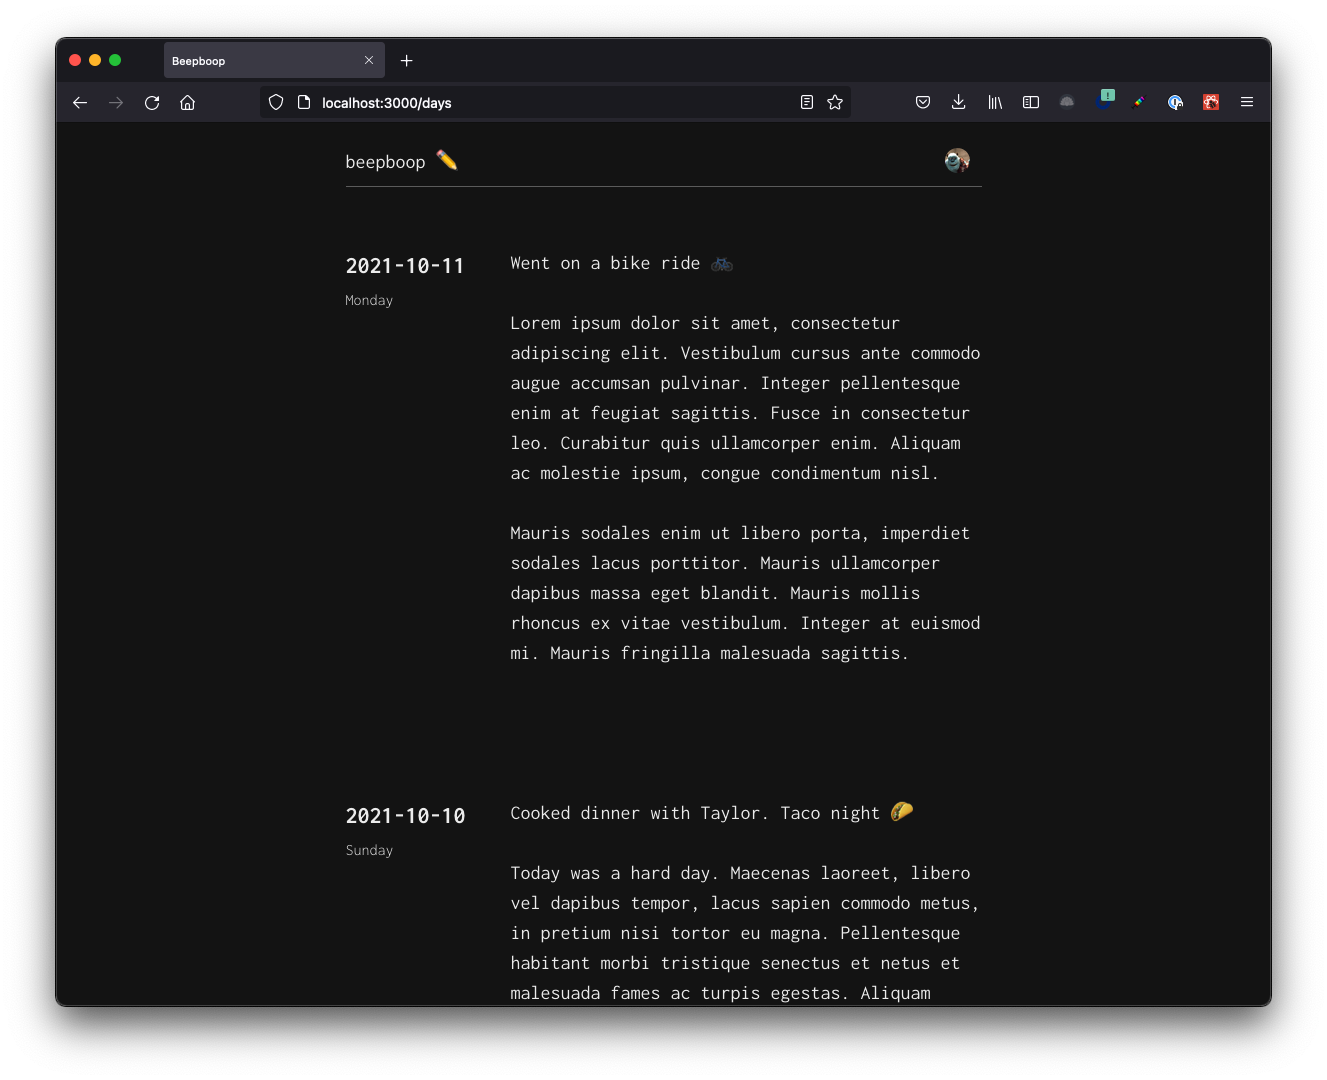 Beepboop
localhost:3000/days
beepboop ✏️
2021-10-11
Monday
Went on a bike ride 🚲
Lorem ipsum dolor sit amet, consectetur
adipiscing elit. Vestibulum cursus ante commodo
augue accumsan pulvinar. Integer pellentesque
enim at feugiat sagittis. Fusce in consectetur
leo. Curabitur quis ullamcorper enim. Aliquam
ac molestie ipsum, congue condimentum nisl.
Mauris sodales enim ut libero porta, imperdiet
sodales lacus porttitor. Mauris ullamcorper
dapibus massa eget blandit. Mauris mollis
rhoncus ex vitae vestibulum. Integer at euismod
mi. Mauris fringilla malesuada sagittis.
2021-10-10
Sunday
Cooked dinner with Taylor. Taco night 🌮
Today was a hard day. Maecenas laoreet, libero
vel dapibus tempor, lacus sapien commodo metus,
in pretium nisi tortor eu magna. Pellentesque
habitant morbi tristique senectus et netus et
malesuada fames ac turpis egestas. Aliquam